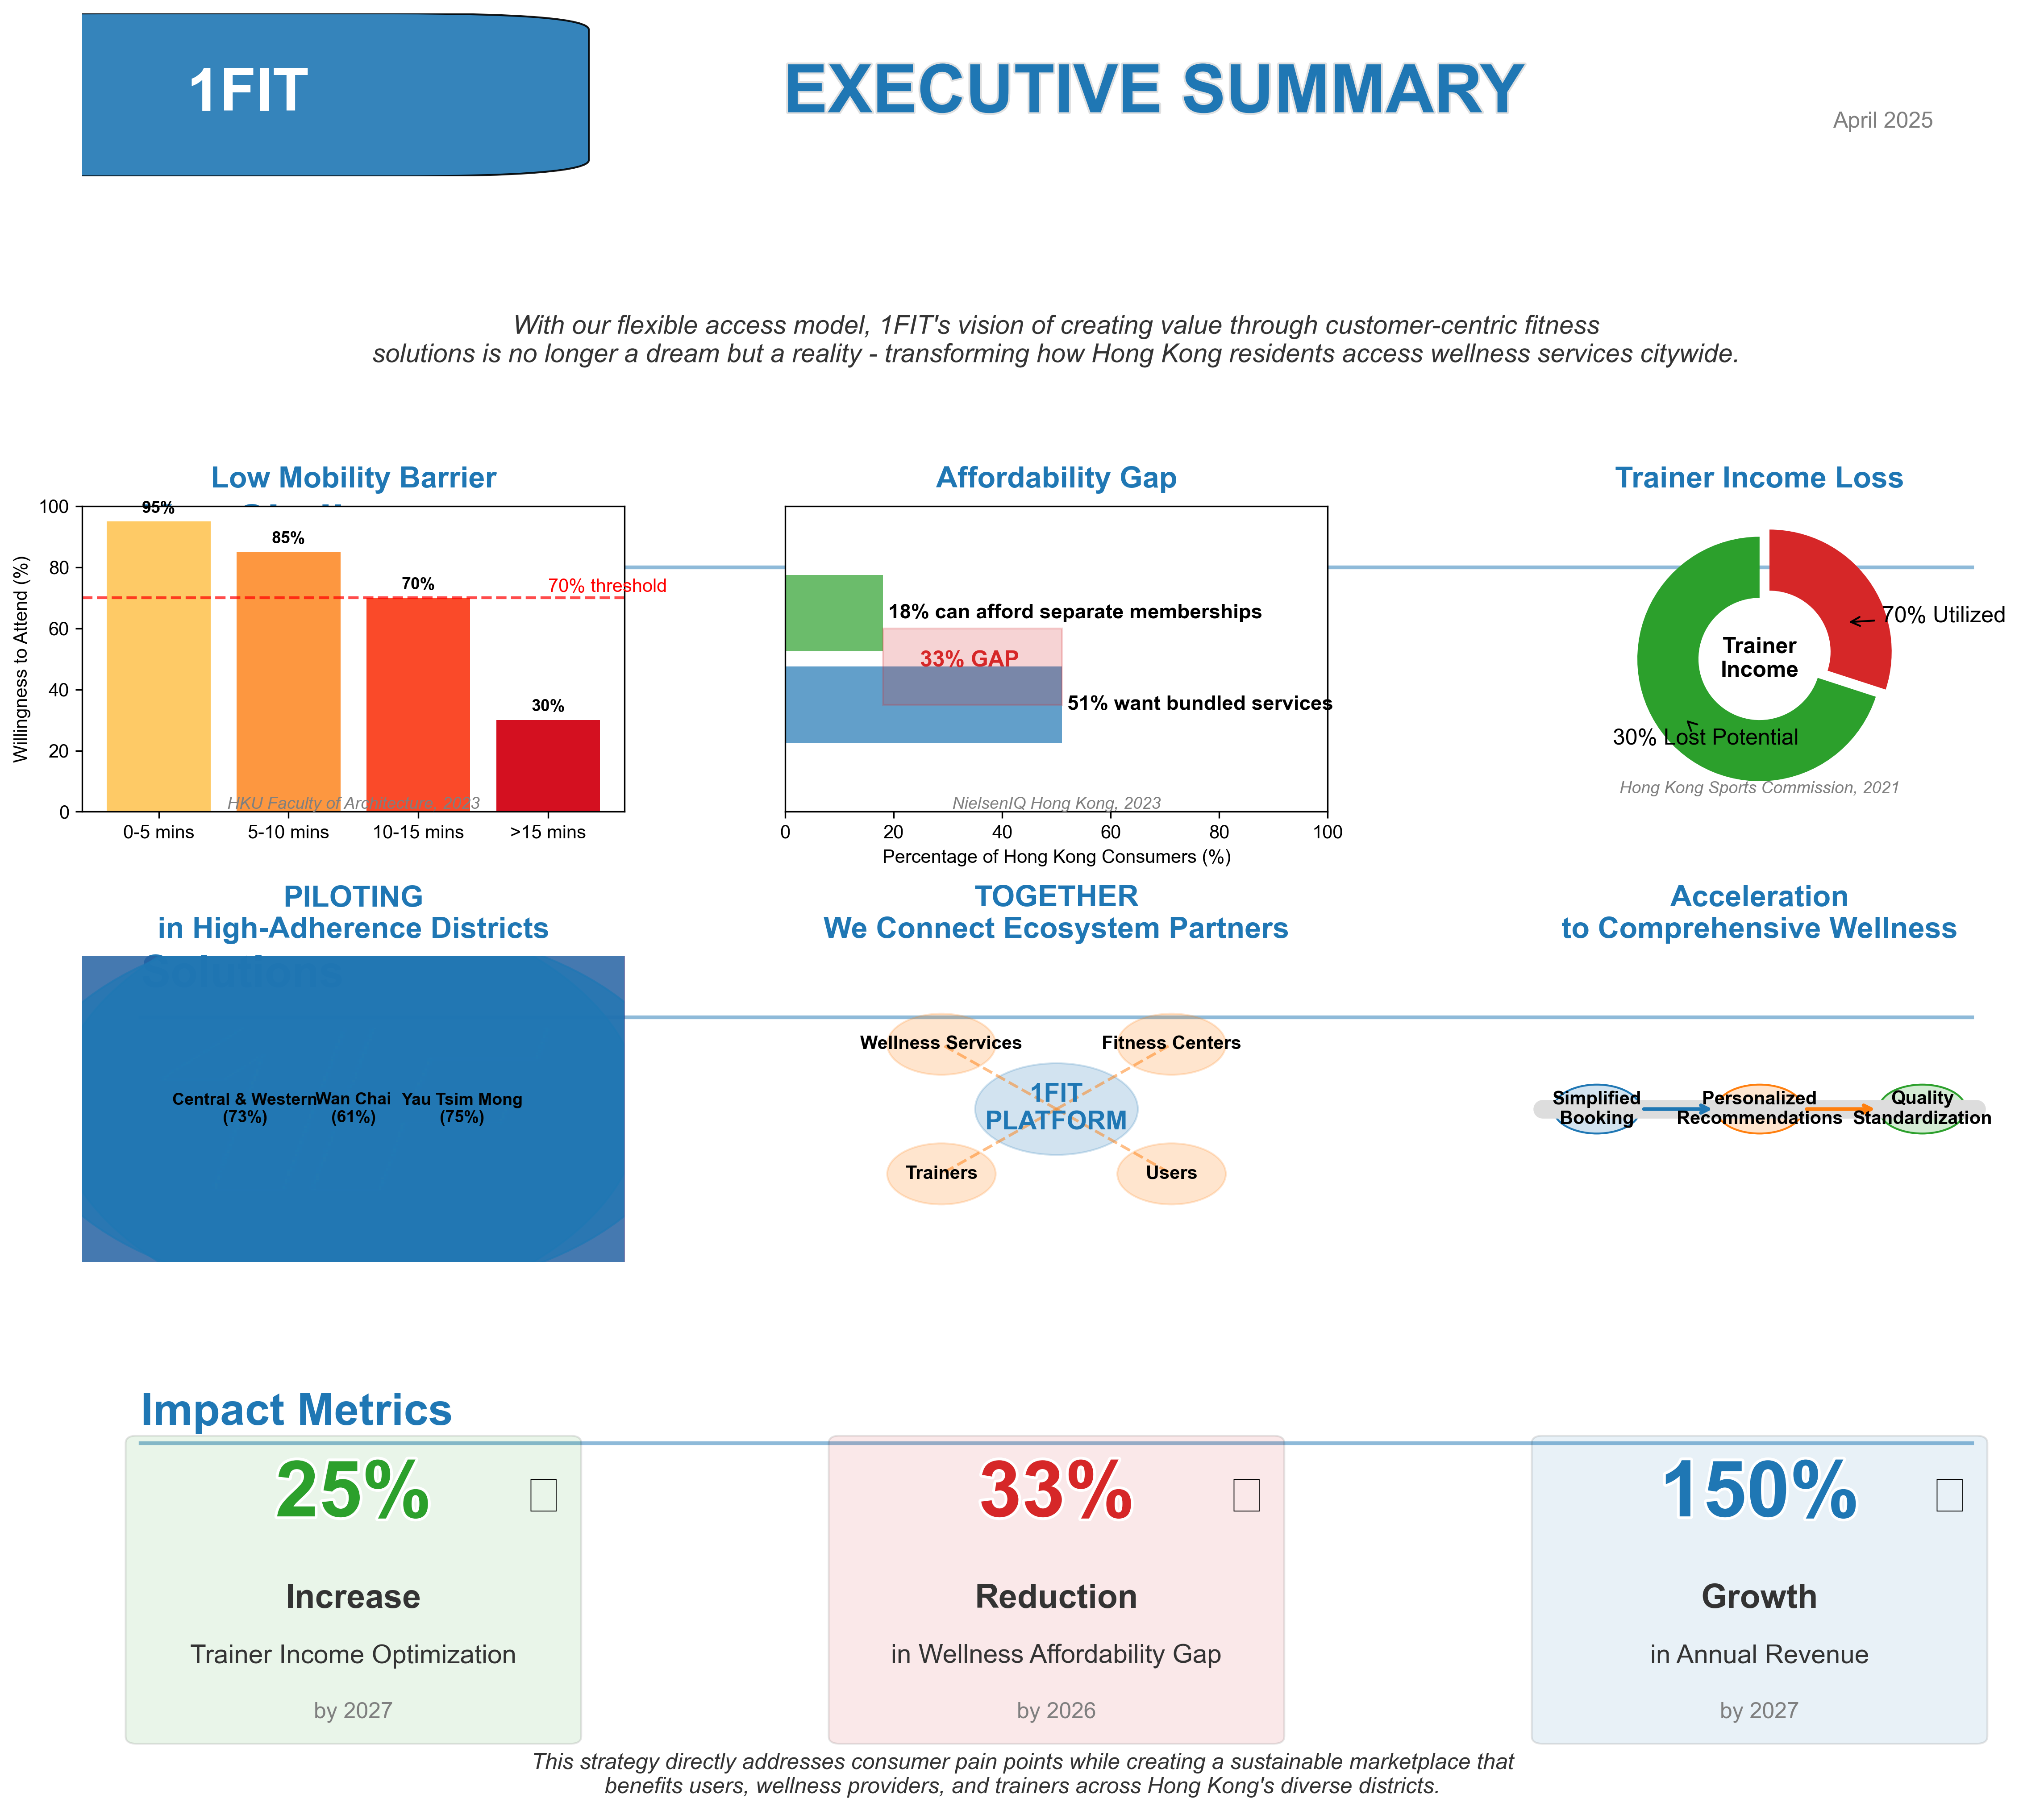 1FIT
EXECUTIVE SUMMARY
April 2025
With our flexible access model, 1FIT's vision of creating value through customer-centric fitness
solutions is no longer a dream but a reality - transforming how Hong Kong residents access wellness services citywide.
Low Mobility Barrier
Willingness to Attend (%)
100
80
60
40
20
0
95%
85%
70%
30%
70% threshold
HKU Faculty of Architecture, 2023
0-5 mins
5-10 mins
10-15 mins
>15 mins
Affordability Gap
18% can afford separate memberships
33% GAP
51% want bundled services
NielsenIQ Hong Kong, 2023
0
20
40
60
80
100
Percentage of Hong Kong Consumers (%)
Trainer Income Loss
Trainer
Income
70% Utilized
30% Lost Potential
Hong Kong Sports Commission, 2021
PILOTING
in High-Adherence Districts
Solutions
Central & Western
(73%)
Wan Chai
(61%)
Yau Tsim Mong
(75%)
TOGETHER
We Connect Ecosystem Partners
Wellness Services
Fitness Centers
1FIT
PLATFORM
Trainers
Users
Acceleration
to Comprehensive Wellness
Simplified
Booking
Personalized
Recommendations
Quality
Standardization
Impact Metrics
25%
Increase
Trainer Income Optimization
by 2027
33%
Reduction
in Wellness Affordability Gap
by 2026
150%
Growth
in Annual Revenue
by 2027
This strategy directly addresses consumer pain points while creating a sustainable marketplace that
benefits users, wellness providers, and trainers across Hong Kong's diverse districts.